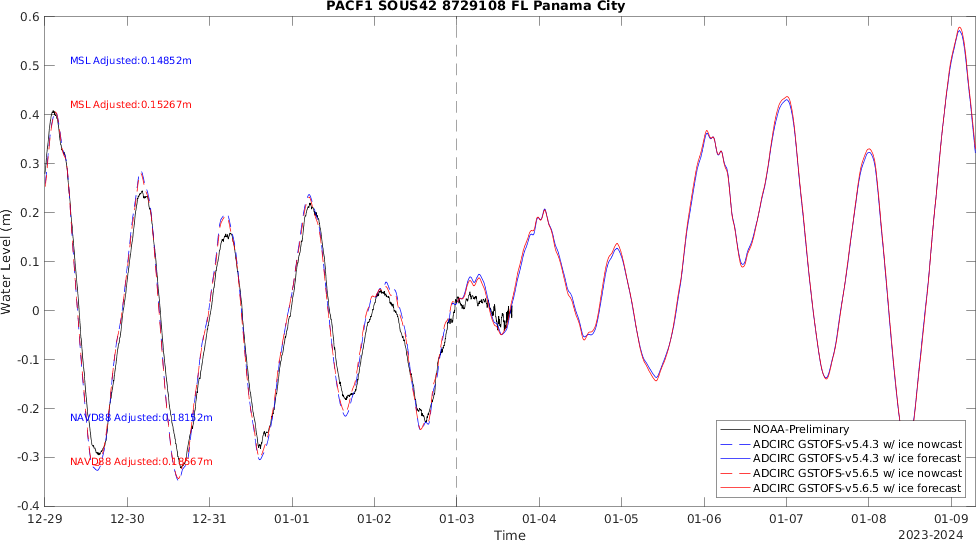 PACF1 SOUS42 8729108 FL Panama City
0.6
0.5
0.4
0.3
0.2
0.1
0
-0.1
-0.2
-0.3
-0.4
Water Level (m)
MSL Adjusted:0.14852m
MSL Adjusted:0.15267m
NAVD88 Adjusted:0.18152m
NAVD88 Adjusted:0.18567m
NOAA-Preliminary
ADCIRC GSTOFS-v5.4.3 w/ ice nowcast
ADCIRC GSTOFS-v5.4.3 w/ ice forecast
ADCIRC GSTOFS-v5.6.5 w/ ice nowcast
ADCIRC GSTOFS-v5.6.5 w/ ice forecast
12-29 12-30 12-31 01-01 01-02 01-03 01-04 01-05 01-06 01-07 01-08 01-09
Time
2023-2024